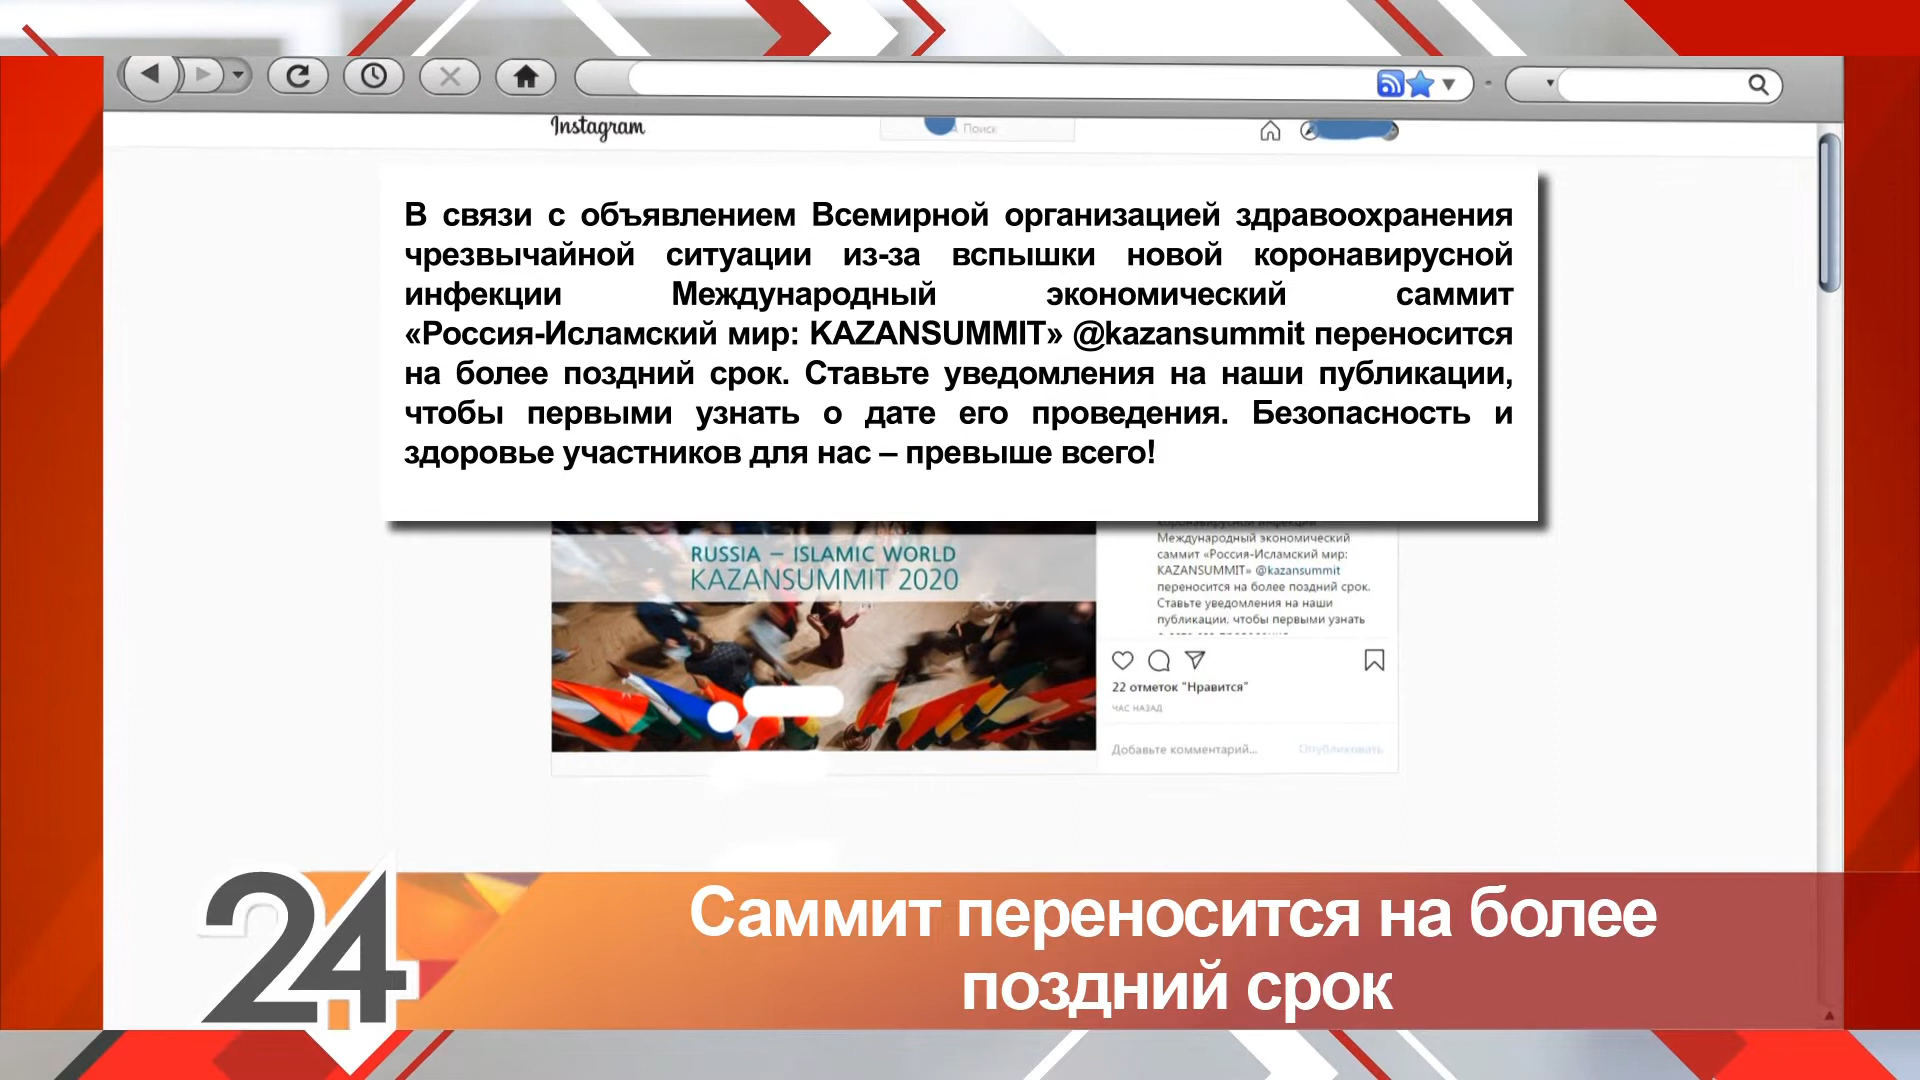 Instagram
Поиск
В связи с объявлением Всемирной организацией здравоохранения
чрезвычайной ситуации из-за вспышки новой коронавирусной
инфекции Международный экономический саммит
«Россия-Исламский мир: KAZANSUMMIT» @kazansummit переносится
на более поздний срок. Ставьте уведомления на наши публикации,
чтобы первыми узнать о дате его проведения. Безопасность и
здоровье участников для нас – превыше всего!
RUSSIA – ISLAMIC WORLD
KAZANSUMMIT 2020
коронавирусной инфекции
Международный экономический
саммит «Россия-Исламский мир:
KAZANSUMMIT» @kazansummit
переносится на более поздний срок.
Ставьте уведомления на наши
публикации, чтобы первыми узнать
22 отметок "Нравится"
ЧАС НАЗАД
Добавьте комментарий... Опубликовать
24
Саммит переносится на более
поздний срок